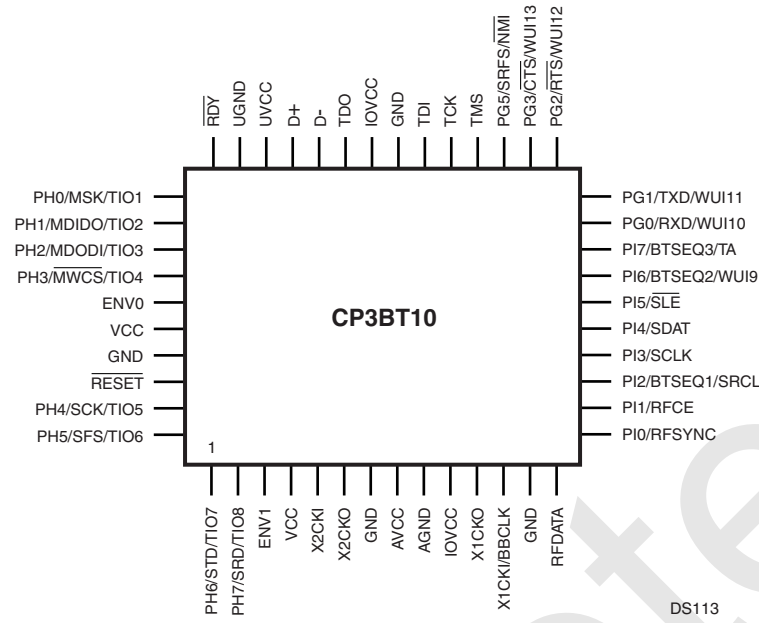 RDY
UGND
UVCC
D+
D-
TDO
IOVCC
GND
TDI
TCK
TMS
PG5/SRFS/NMI
PG3/CTS/WUI13
PG2/RTS/WUI12
PH0/MSK/TIO1
PH1/MDIDO/TIO2
PH2/MDODI/TIO3
PH3/MWCS/TIO4
ENV0
VCC
GND
RESET
PH4/SCK/TIO5
PH5/SFS/TIO6
CP3BT10
1
PG1/TXD/WUI11
PG0/RXD/WUI10
PI7/BTSEQ3/TA
PI6/BTSEQ2/WUI9
PI5/SLE
PI4/SDAT
PI3/SCLK
PI2/BTSEQ1/SRCL
PI1/RFCE
PI0/RFSYNC
PH6/STD/TIO7
PH7/SRD/TIO8
ENV1
VCC
X2CKI
X2CKO
GND
AVCC
AGND
IOVCC
X1CKO
X1CKI/BBCLK
GND
RFDATA
DS113